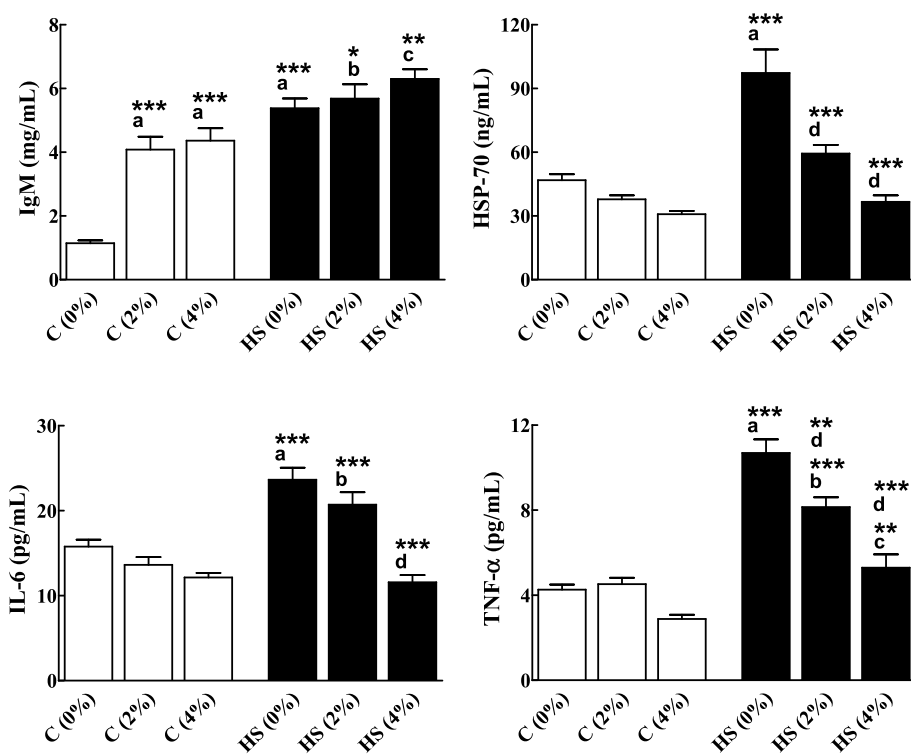 8
6
4
2
0
IgM (mg/mL)
***
a
***
a
***
a
*
b
**
c
C (0%)
C (2%)
C (4%)
HS (0%)
HS (2%)
HS (4%)
120
90
60
30
0
HSP-70 (ng/mL)
***
a
***
d
***
d
C (0%)
C (2%)
C (4%)
HS (0%)
HS (2%)
HS (4%)
30
20
10
0
IL-6 (pg/mL)
***
a
***
b
***
d
C (0%)
C (2%)
C (4%)
HS (0%)
HS (2%)
HS (4%)
12
8
4
0
TNF-α (pg/mL)
***
a
**
d
***
b
***
d
**
c
C (0%)
C (2%)
C (4%)
HS (0%)
HS (2%)
HS (4%)